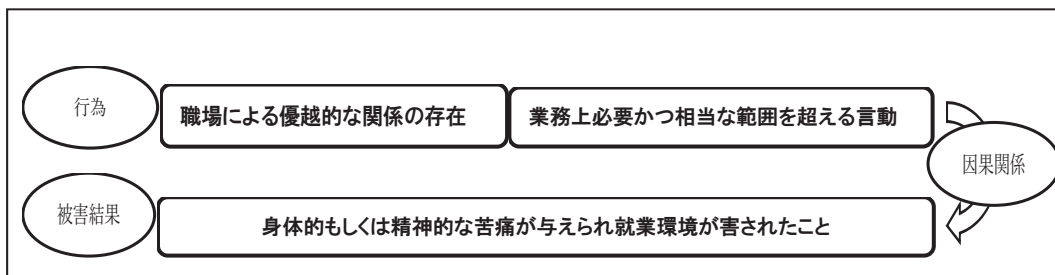 行為
職場による優越的な関係の存在
業務上必要かつ相当な範囲を超える言動
因果関係
被害結果
身体的もしくは精神的な苦痛が与えられ就業環境が害されたこと